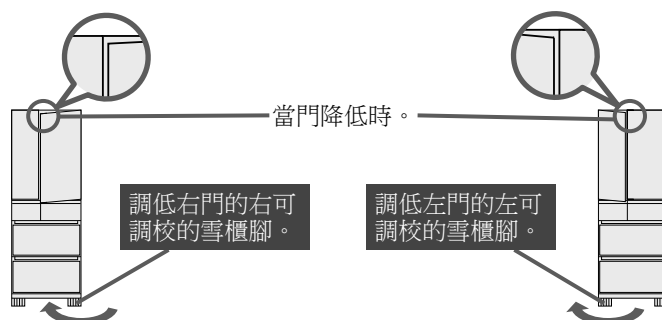 當門降低時。
調低右門的右可
調校的雪櫃腳。
調低左門的左可
調校的雪櫃腳。